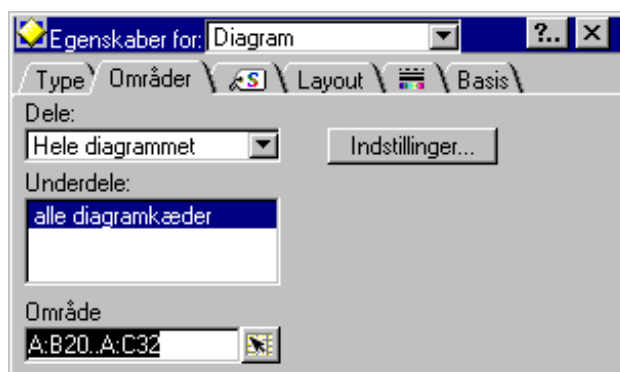 Egenskaber for: Diagram ?..
Type Områder S Layout Basis
Dele:
Hele diagrammet Indstillinger...
Underdele:
alle diagramkæder
Område
A:B20..A:C32